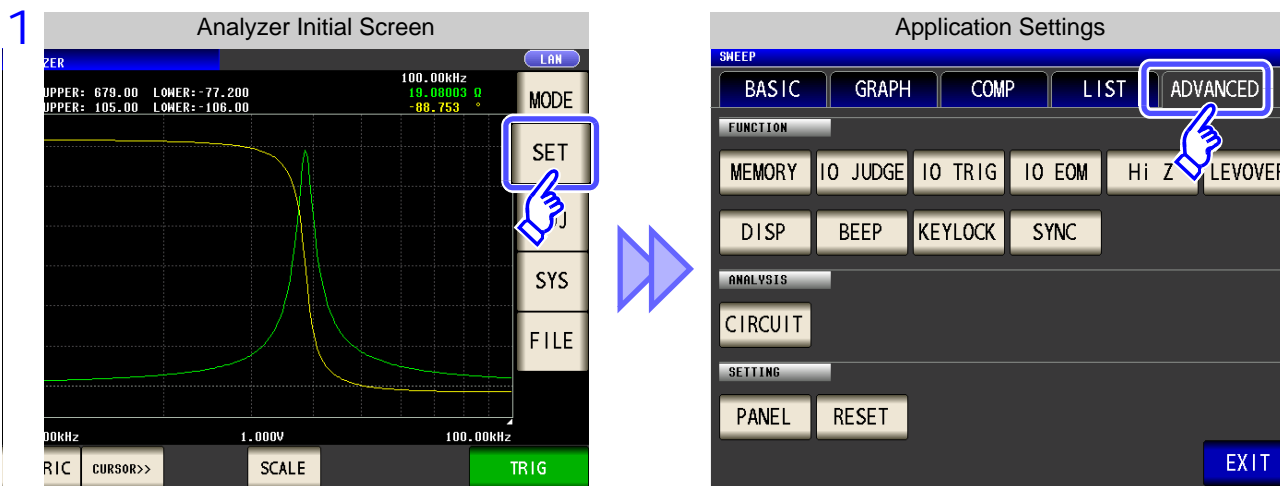 1
Analyzer Initial Screen
ZER
LAN
UPPER: 679.00 LOWER:-77.200
UPPER: 105.00 LOWER:-106.00
100.00kHz
19.08003 Ω
-88.753 °
MODE
SET
SYS
FILE
00kHz
1.000V
100.00kHz
RIC
CURSOR>>
SCALE
TRIG
Application Settings
SWEEP
BASIC
GRAPH
COMP
LIST
ADVANCED
FUNCTION
MEMORY
IO JUDGE
IO TRIG
IO EOM
Hi Z
LEVOVER
DISP
BEEP
KEYLOCK
SYNC
ANALYSIS
CIRCUIT
SETTING
PANEL
RESET
EXIT